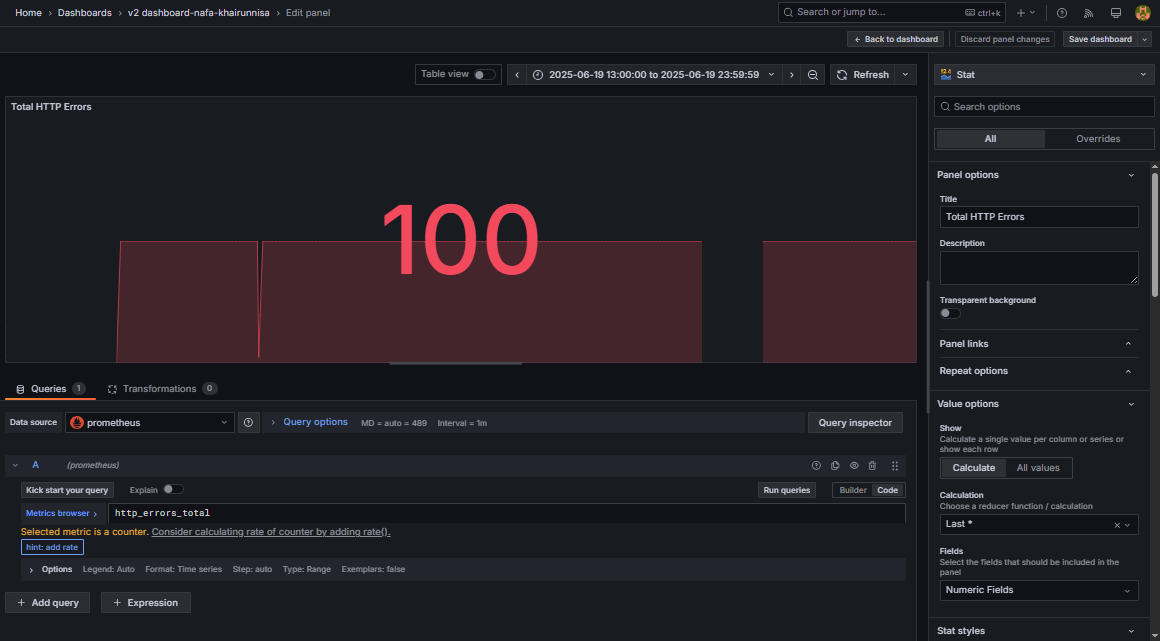 Home › Dashboards › v2 dashboard-nafa-khairunnisa › Edit panel
Search or jump to... ctrl+k
Back to dashboard
Discard panel changes
Save dashboard
Table view
2025-06-19 13:00:00 to 2025-06-19 23:59:59
Refresh
Total HTTP Errors
100
Queries 1
Transformations 0
Data source
prometheus
Query options MD = auto = 489 Interval = 1m
Query inspector
A (prometheus)
Kick start your query
Explain
Run queries
Builder
Code
Metrics browser ›
http_errors_total
Selected metric is a counter. Consider calculating rate of counter by adding rate().
hint: add rate
Options Legend: Auto Format: Time series Step: auto Type: Range Exemplars: false
+ Add query
+ Expression
Stat
Search options
All
Overrides
Panel options
Title
Total HTTP Errors
Description
Transparent background
Panel links
Repeat options
Value options
Show
Calculate a single value per column or series or
show each row
Calculate
All values
Calculation
Choose a reducer function / calculation
Last *
Fields
Select the fields that should be included in the
panel
Numeric Fields
Stat styles